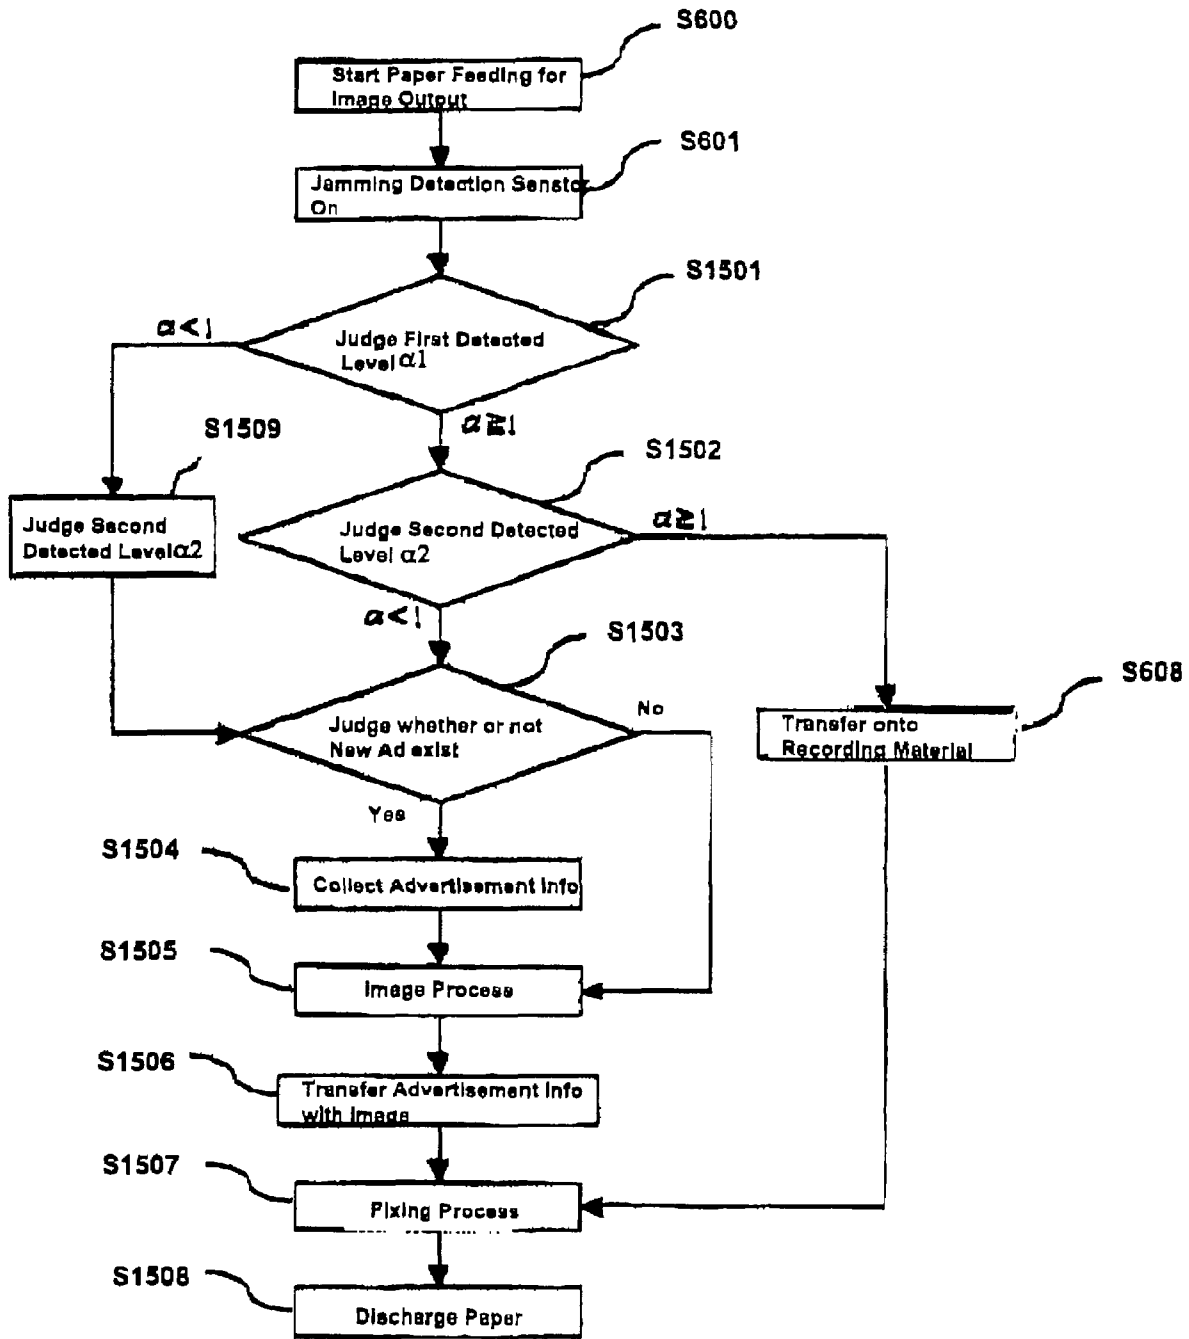 S600
Start Paper Feeding for
Image Output
S601
Jamming Detection Senstor
On
S1501
α<1
Judge First Detected
Level α1
α≧1
S1509
S1502
Judge Second
Detected Level α2
Judge Second Detected
Level α2
α≧1
α<1
S1503
S608
Judge whether or not
New Ad exist
No
Transfer onto
Recording Material
Yes
S1504
Collect Advertisement Info
S1505
Image Process
S1506
Transfer Advertisement Info
with Image
S1507
Fixing Process
S1508
Discharge Paper